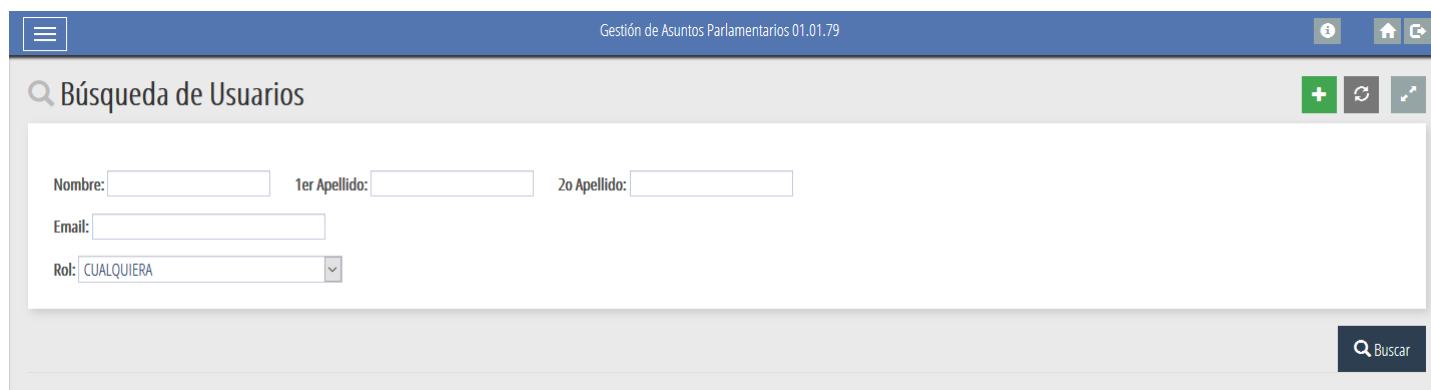 Gestión de Asuntos Parlamentarios 01.01.79
Búsqueda de Usuarios
Nombre: 1er Apellido: 2o Apellido:
Email:
Rol: CUALQUIERA
Buscar